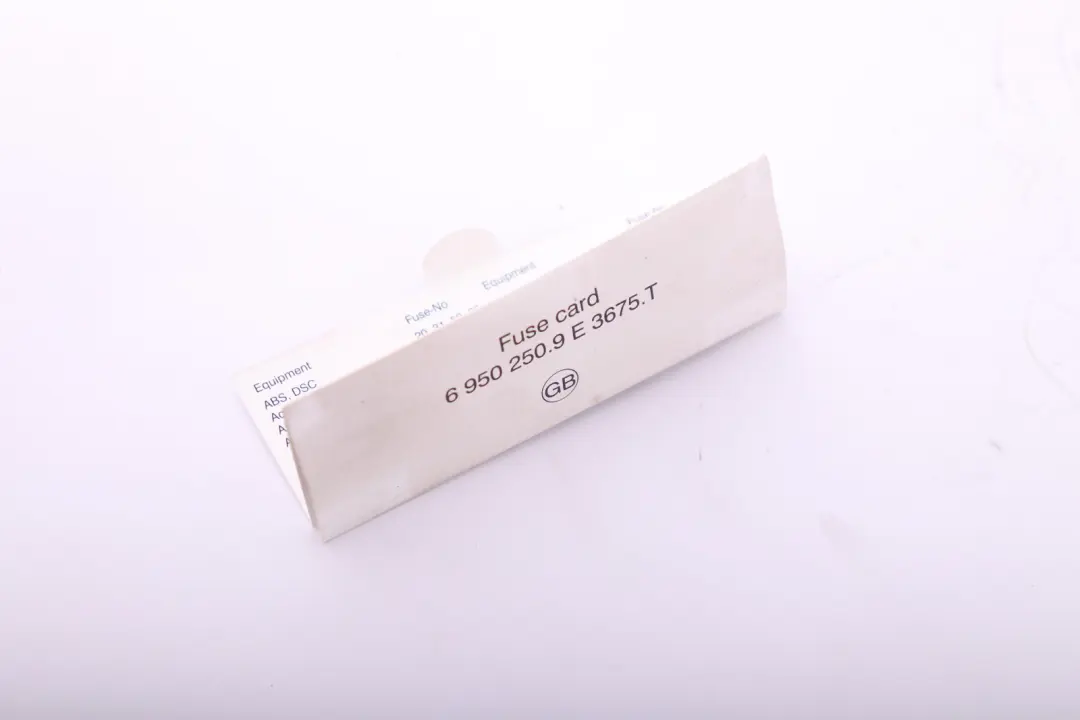 Fuse card
6 950 250.9 E 3675.T
GB
Equipment
ABS, DSC
Fuse-No
Equipment